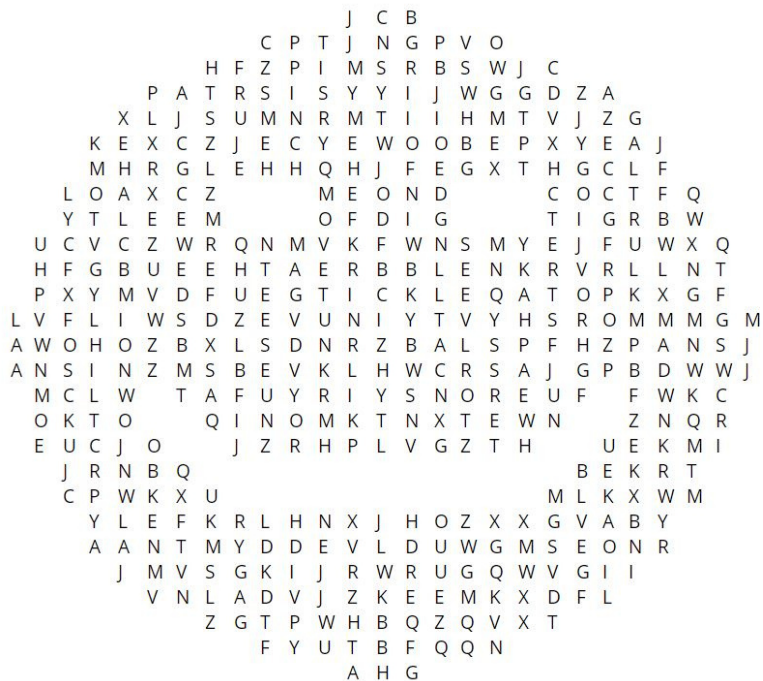 J C B
C P T J N G P V O
H F Z P I M S R B S W J C
P A T R S I S Y Y I J W G G D Z A
X L J S U M N R M T I I H M T V J Z G
K E X C Z J E C Y E W O O B E P X Y E A J
M H R G L E H H Q H J F E G X T H G C L F
L O A X C Z M E O N D C O C T F Q
Y T L E E M O F D I G T I G R B W
U C V C Z W R Q N M V K F W N S M Y E J F U W X Q
H F G B U E E H T A E R B B L E N K R V R L L N T
P X Y M V D F U E G T I C K L E Q A T O P K X G F
L V F L I W S D Z E V U N I Y T V Y H S R O M M M G M
A W O H O Z B X L S D N R Z B A L S P F H Z P A N S J
A N S I N Z M S B E V K L H W C R S A J G P B D W W J
M C L W T A F U Y R I Y S N O R E U F F W K C
O K T O Q I N O M K T N X T E W N Z N Q R
E U C J O J Z R H P L V G Z T H U E K M I
J R N B Q B E K R T
C P W K X U M L K X W M
Y L E F K R L H N X J H O Z X X G V A B Y
A A N T M Y D D E V L D U W G M S E O N R
J M V S G K I J R W R U G Q W V G I I
V N L A D V J Z K E E M K X D F L
Z G T P W H B Q Z Q V X T
F Y U T B F Q Q N
A H G